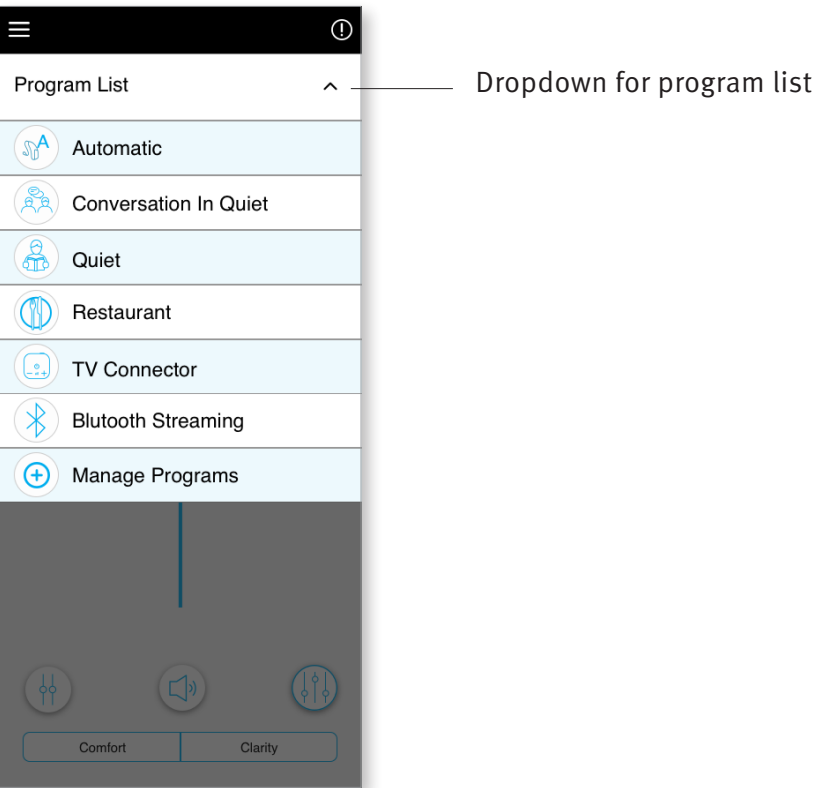 Program List
Dropdown for program list
Automatic
Conversation In Quiet
Quiet
Restaurant
TV Connector
Blutooth Streaming
Manage Programs
Comfort
Clarity